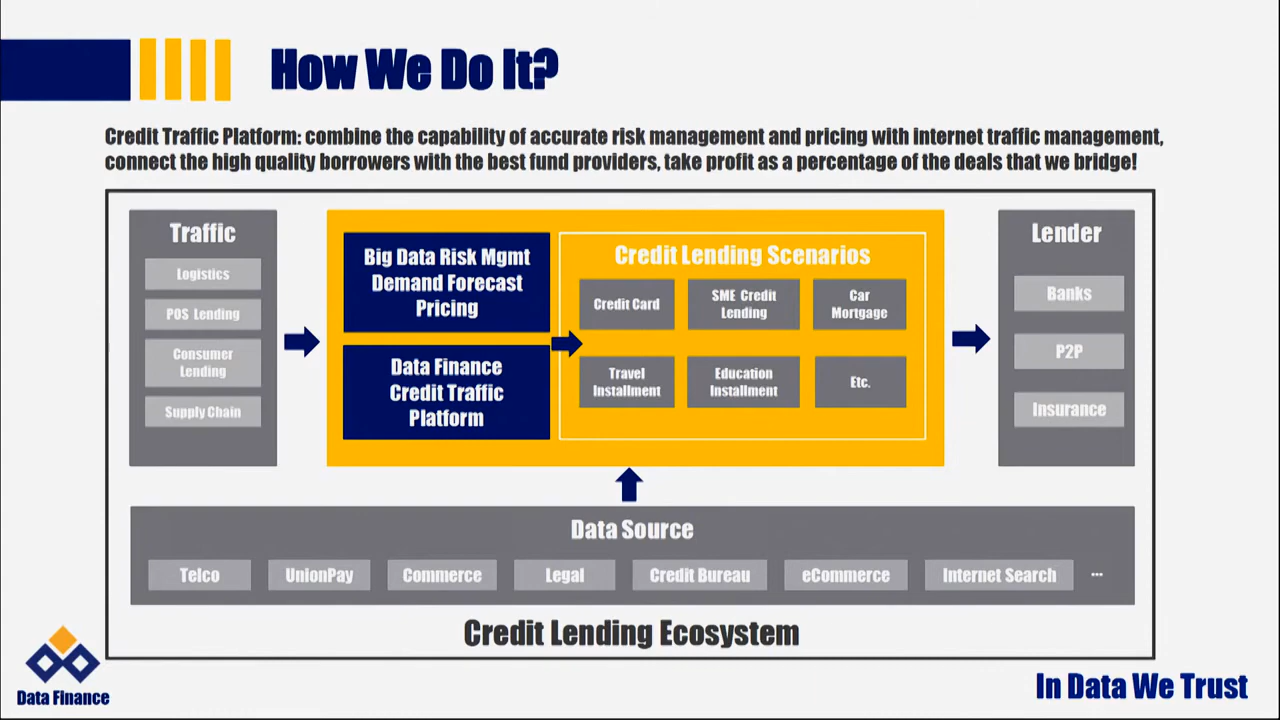 How We Do It?
Credit Traffic Platform: combine the capability of accurate risk management and pricing with internet traffic management,
connect the high quality borrowers with the best fund providers, take profit as a percentage of the deals that we bridge!
Traffic
Logistics
POS Lending
Consumer
Lending
Supply Chain
Big Data Risk Mgmt
Demand Forecast
Pricing
Data Finance
Credit Traffic
Platform
Credit Lending Scenarios
Credit Card
SME Credit
Lending
Car
Mortgage
Travel
Installment
Education
Installment
Etc.
Lender
Banks
P2P
Insurance
Data Source
Telco
UnionPay
Commerce
Legal
Credit Bureau
eCommerce
Internet Search
...
Credit Lending Ecosystem
Data Finance
In Data We Trust